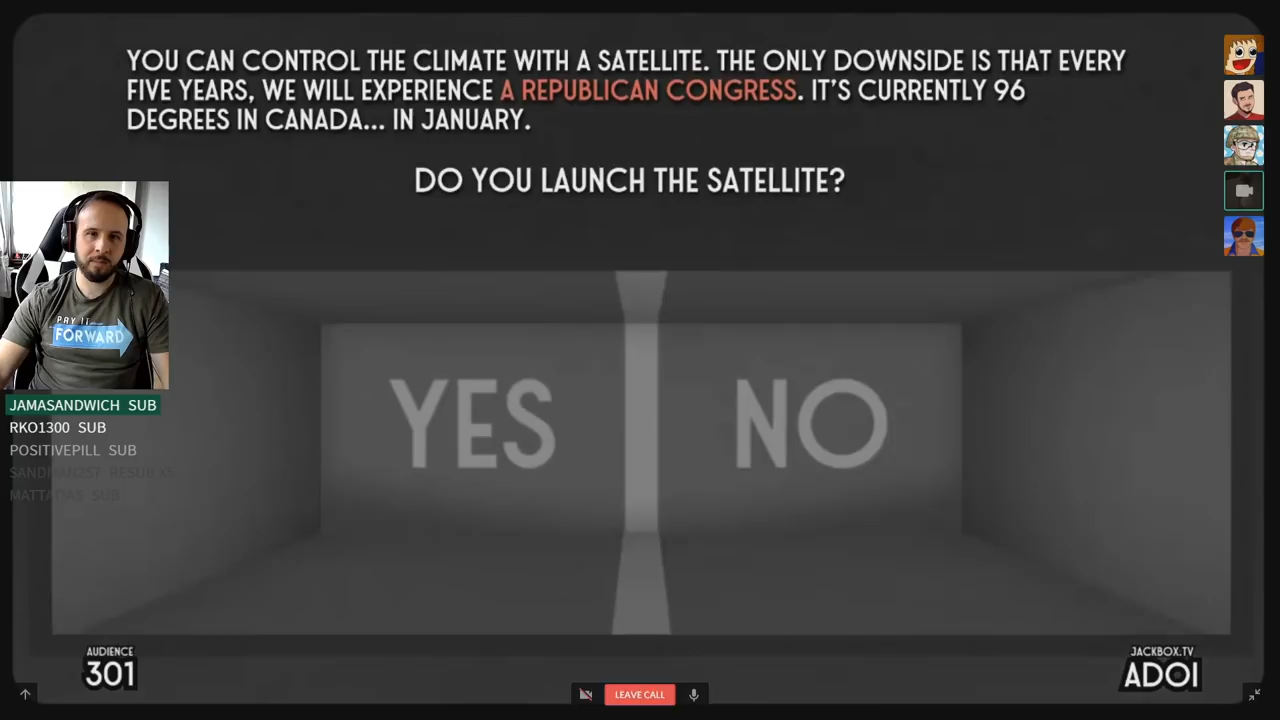 YOU CAN CONTROL THE CLIMATE WITH A SATELLITE. THE ONLY DOWNSIDE IS THAT EVERY
FIVE YEARS, WE WILL EXPERIENCE A REPUBLICAN CONGRESS. IT'S CURRENTLY 96
DEGREES IN CANADA... IN JANUARY.
DO YOU LAUNCH THE SATELLITE?
PAY IT
FORWARD
YES
NO
JAMASANDWICH SUB
RKO1300 SUB
POSITIVEPILL SUB
RESUB
SUB
AUDIENCE
301
JACKBOX.TV
ADOI
LEAVE CALL